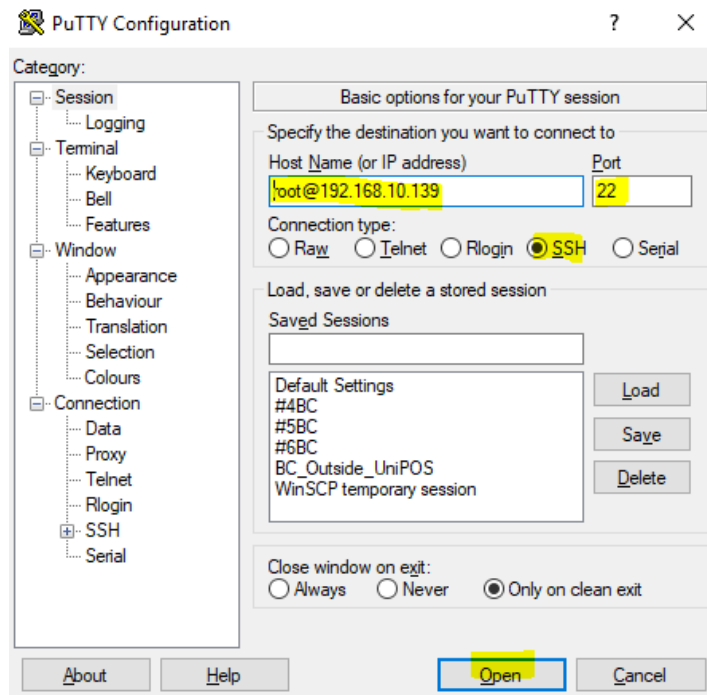 PuTTY Configuration ? ×
Category:
Session
Logging
Terminal
Keyboard
Bell
Features
Window
Appearance
Behaviour
Translation
Selection
Colours
Connection
Data
Proxy
Telnet
Rlogin
SSH
Serial
Basic options for your PuTTY session
Specify the destination you want to connect to
Host Name (or IP address) Port
root@192.168.10.139 22
Connection type:
Raw Telnet Rlogin SSH Serial
Load, save or delete a stored session
Saved Sessions
Default Settings
#4BC
#5BC
#6BC
BC_Outside_UniPOS
WinSCP temporary session
Load
Save
Delete
Close window on exit:
Always Never Only on clean exit
About Help Open Cancel